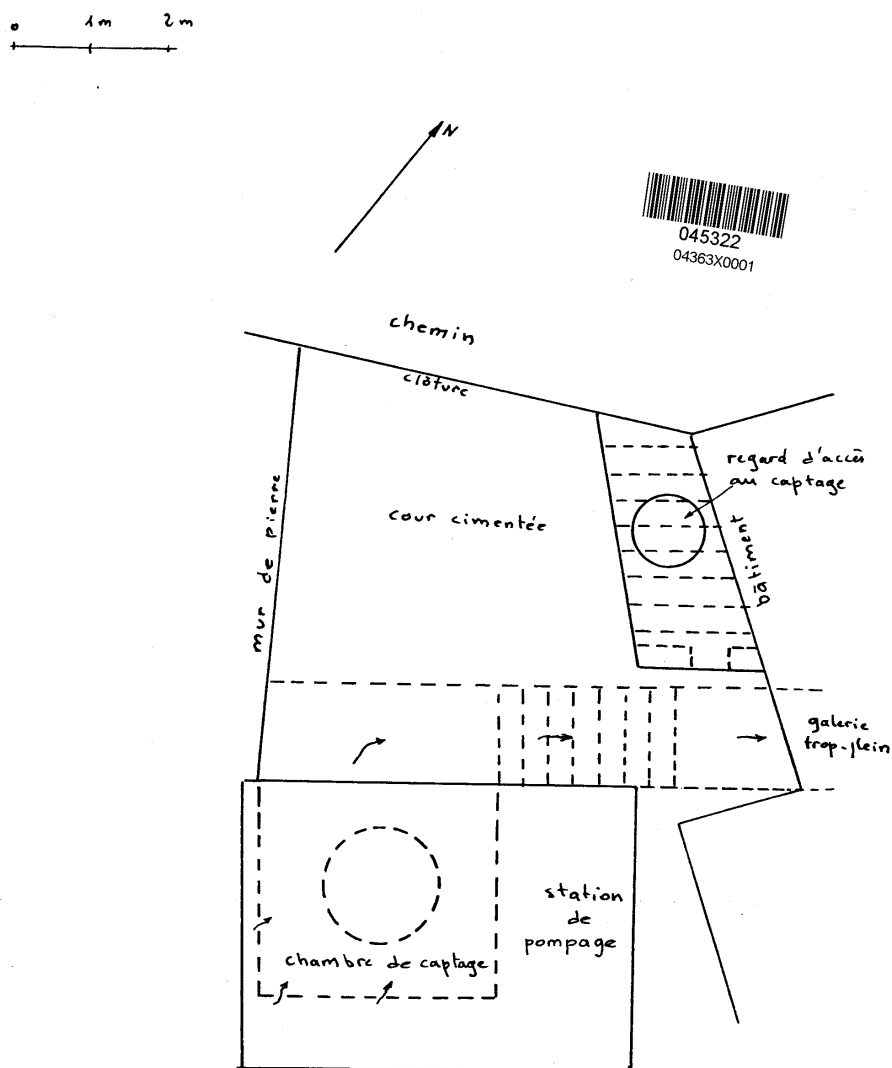 0 1m 2m
N
045322
04363X0001
chemin
clôture
regard d'accès
au captage
cour cimentée
mur de pierre
bâtiment
galerie
trop-plein
station
de
pompage
chambre de captage